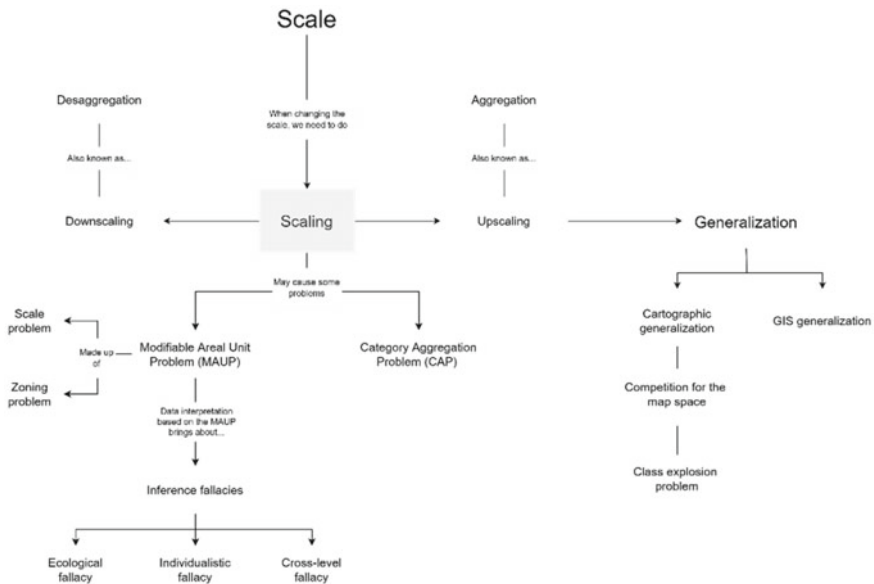 Scale
Desaggregation
When changing the
scale, we need to do
Aggregation
Also known as...
Also known as...
Downscaling
Scaling
Upscaling
Generalization
May cause some
problems
Scale
problem
Made up
of
Modifiable Areal Unit
Problem (MAUP)
Category Aggregation
Problem (CAP)
Cartographic
generalization
GIS generalization
Zoning
problem
Competition for the
map space
Data interpretation
based on the MAUP
brings about...
Class explosion
problem
Inference fallacies
Ecological
fallacy
Individualistic
fallacy
Cross-level
fallacy